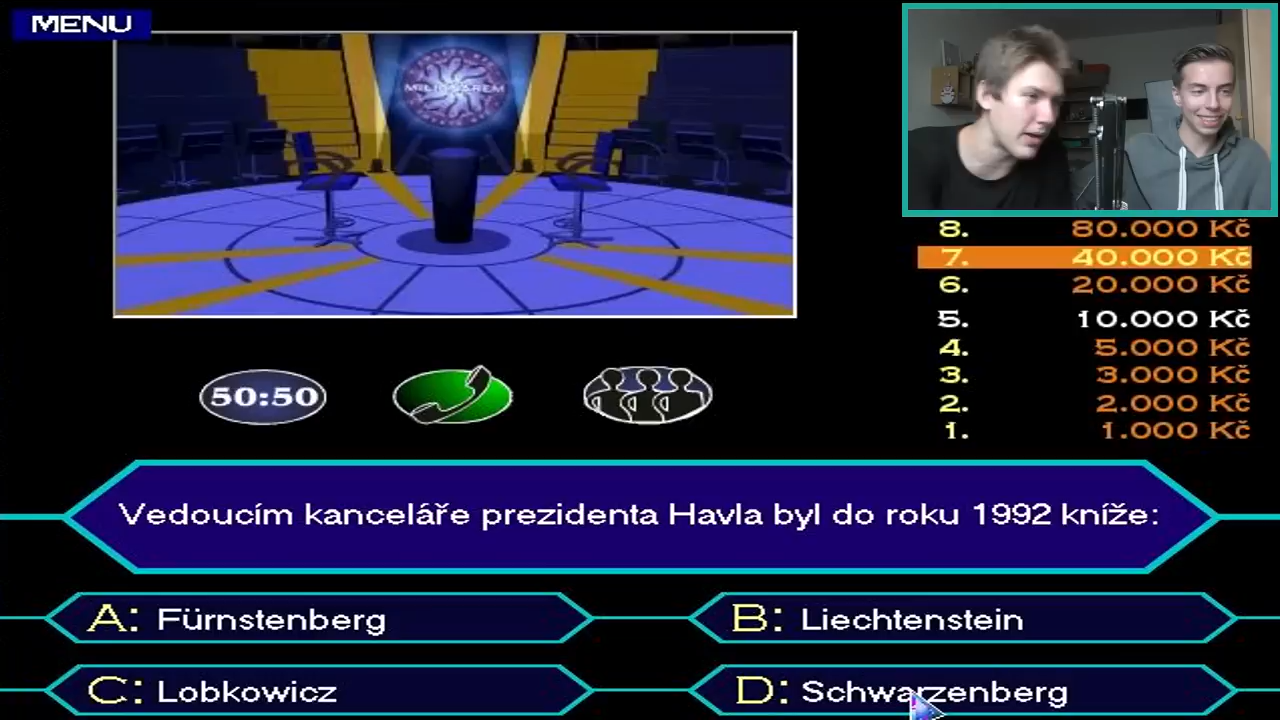 MENU
MILIONÁŘEM
8. 80.000 Kč
7. 40.000 Kč
6. 20.000 Kč
5. 10.000 Kč
4. 5.000 Kč
3. 3.000 Kč
2. 2.000 Kč
1. 1.000 Kč
50:50
Vedoucím kanceláře prezidenta Havla byl do roku 1992 kníže:
A: Fürnstenberg
B: Liechtenstein
C: Lobkowicz
D: Schwarzenberg